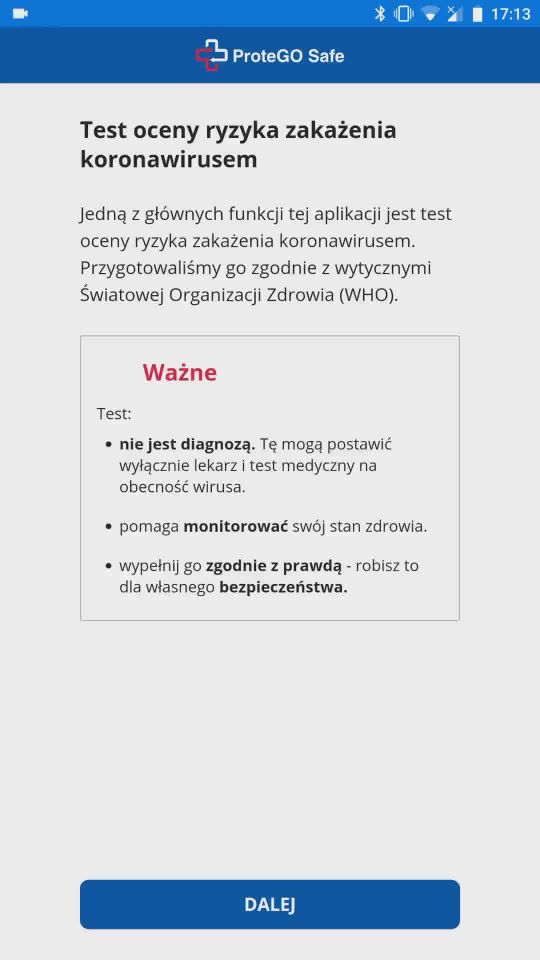 17:13
ProteGO Safe
Test oceny ryzyka zakażenia
koronawirusem
Jedną z głównych funkcji tej aplikacji jest test
oceny ryzyka zakażenia koronawirusem.
Przygotowaliśmy go zgodnie z wytycznymi
Światowej Organizacji Zdrowia (WHO).
Ważne
Test:
• nie jest diagnozą. Tę mogą postawić
wyłącznie lekarz i test medyczny na
obecność wirusa.
• pomaga monitorować swój stan zdrowia.
• wypełnij go zgodnie z prawdą - robisz to
dla własnego bezpieczeństwa.
DALEJ